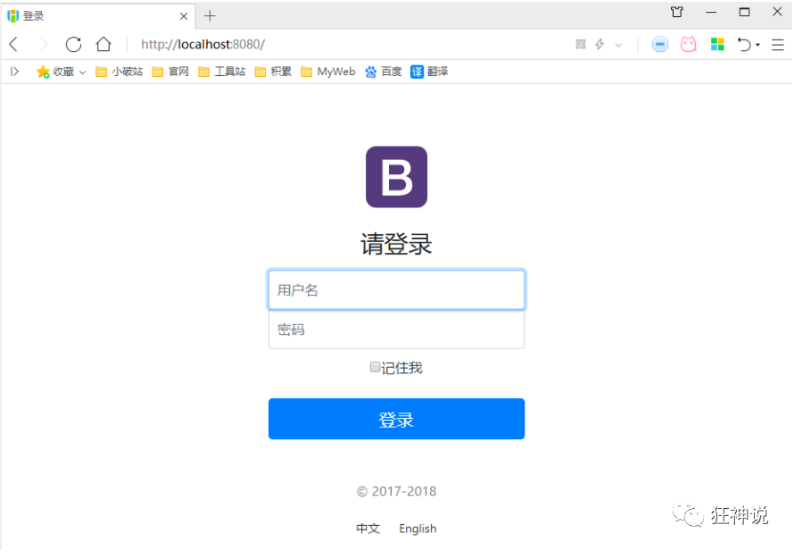 登录
http://localhost:8080/
收藏 小破站 官网 工具站 积累 MyWeb 百度 译 翻译
B
请登录
用户名
密码
记住我
登录
© 2017-2018
中文 English
狂神说